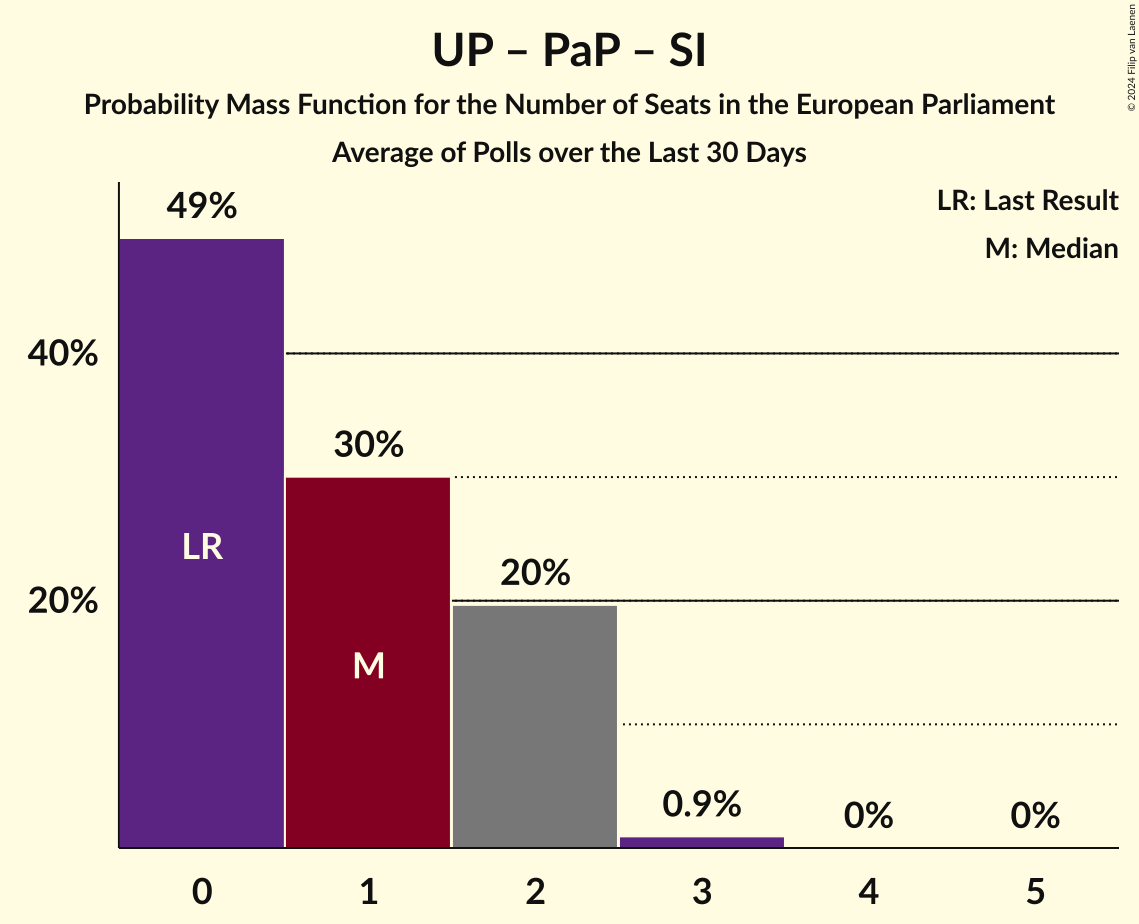 UP – PaP – SI
Probability Mass Function for the Number of Seats in the European Parliament
Average of Polls over the Last 30 Days
© 2024 Filip van Laenen
LR: Last Result
M: Median
49%
40%
30%
LR
20%
20%
M
0.9%
0%
0%
0
1
2
3
4
5